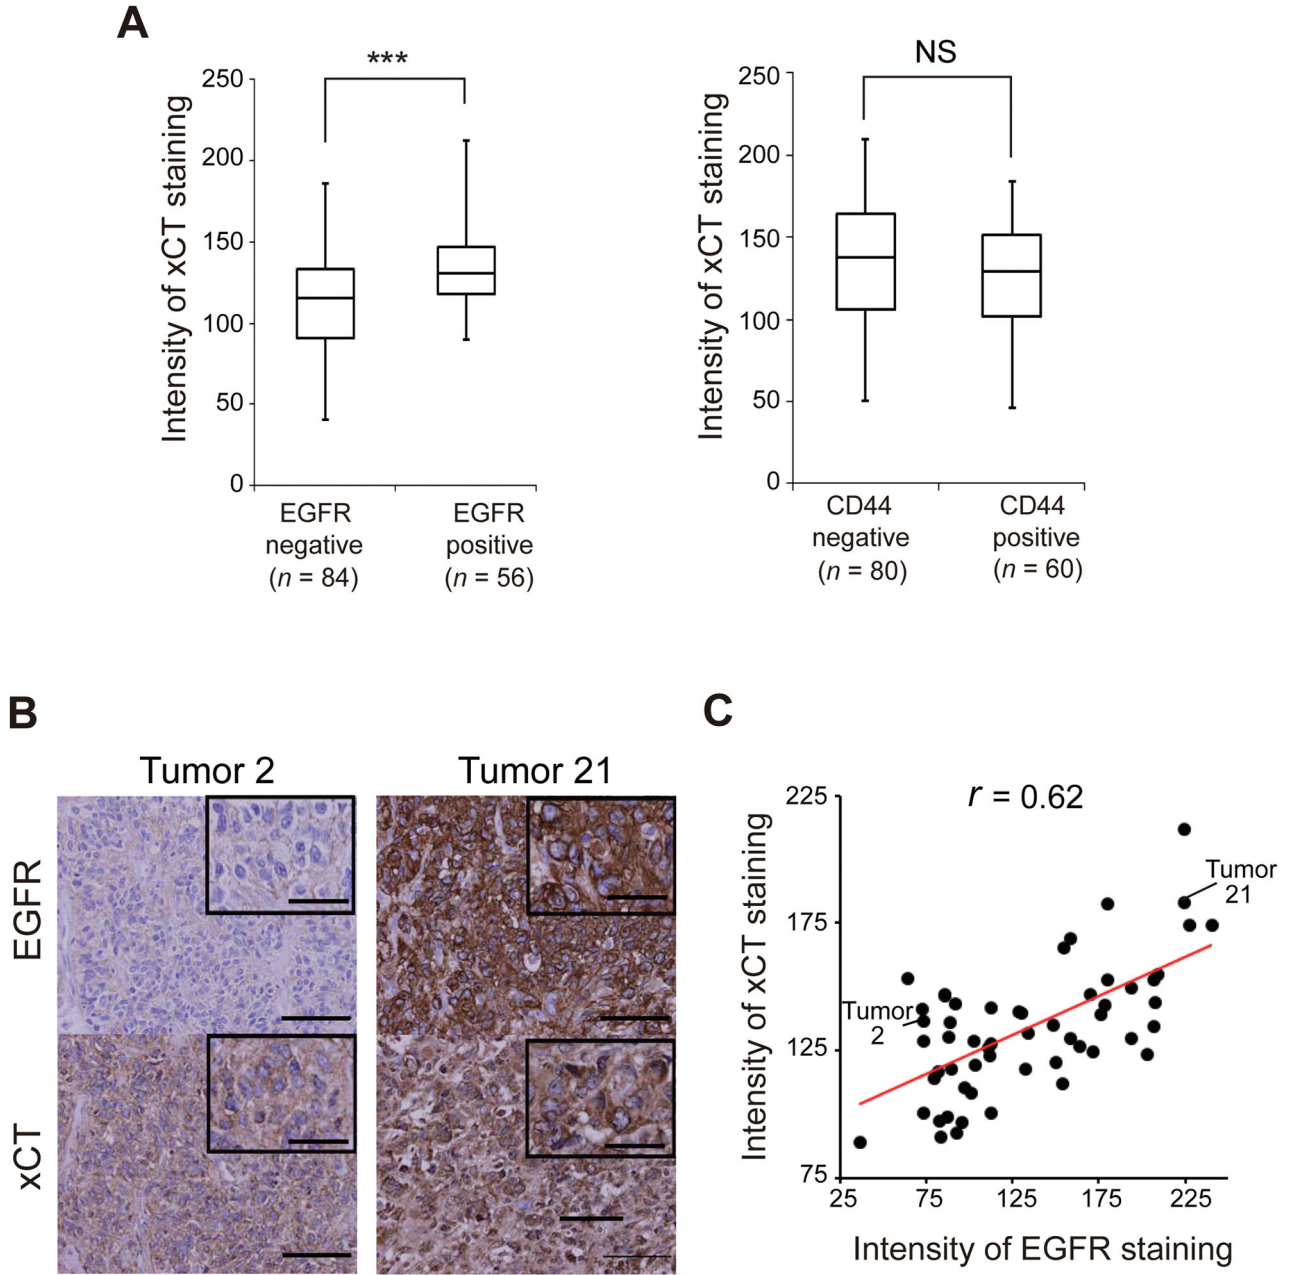 A
***
250
200
150
100
50
0
Intensity of xCT staining
EGFR
negative
(n = 84)
EGFR
positive
(n = 56)
NS
250
200
150
100
50
0
Intensity of xCT staining
CD44
negative
(n = 80)
CD44
positive
(n = 60)
B
Tumor 2
Tumor 21
EGFR
xCT
C
r = 0.62
225
175
125
75
Intensity of xCT staining
Tumor
21
Tumor
2
25
75
125
175
225
Intensity of EGFR staining